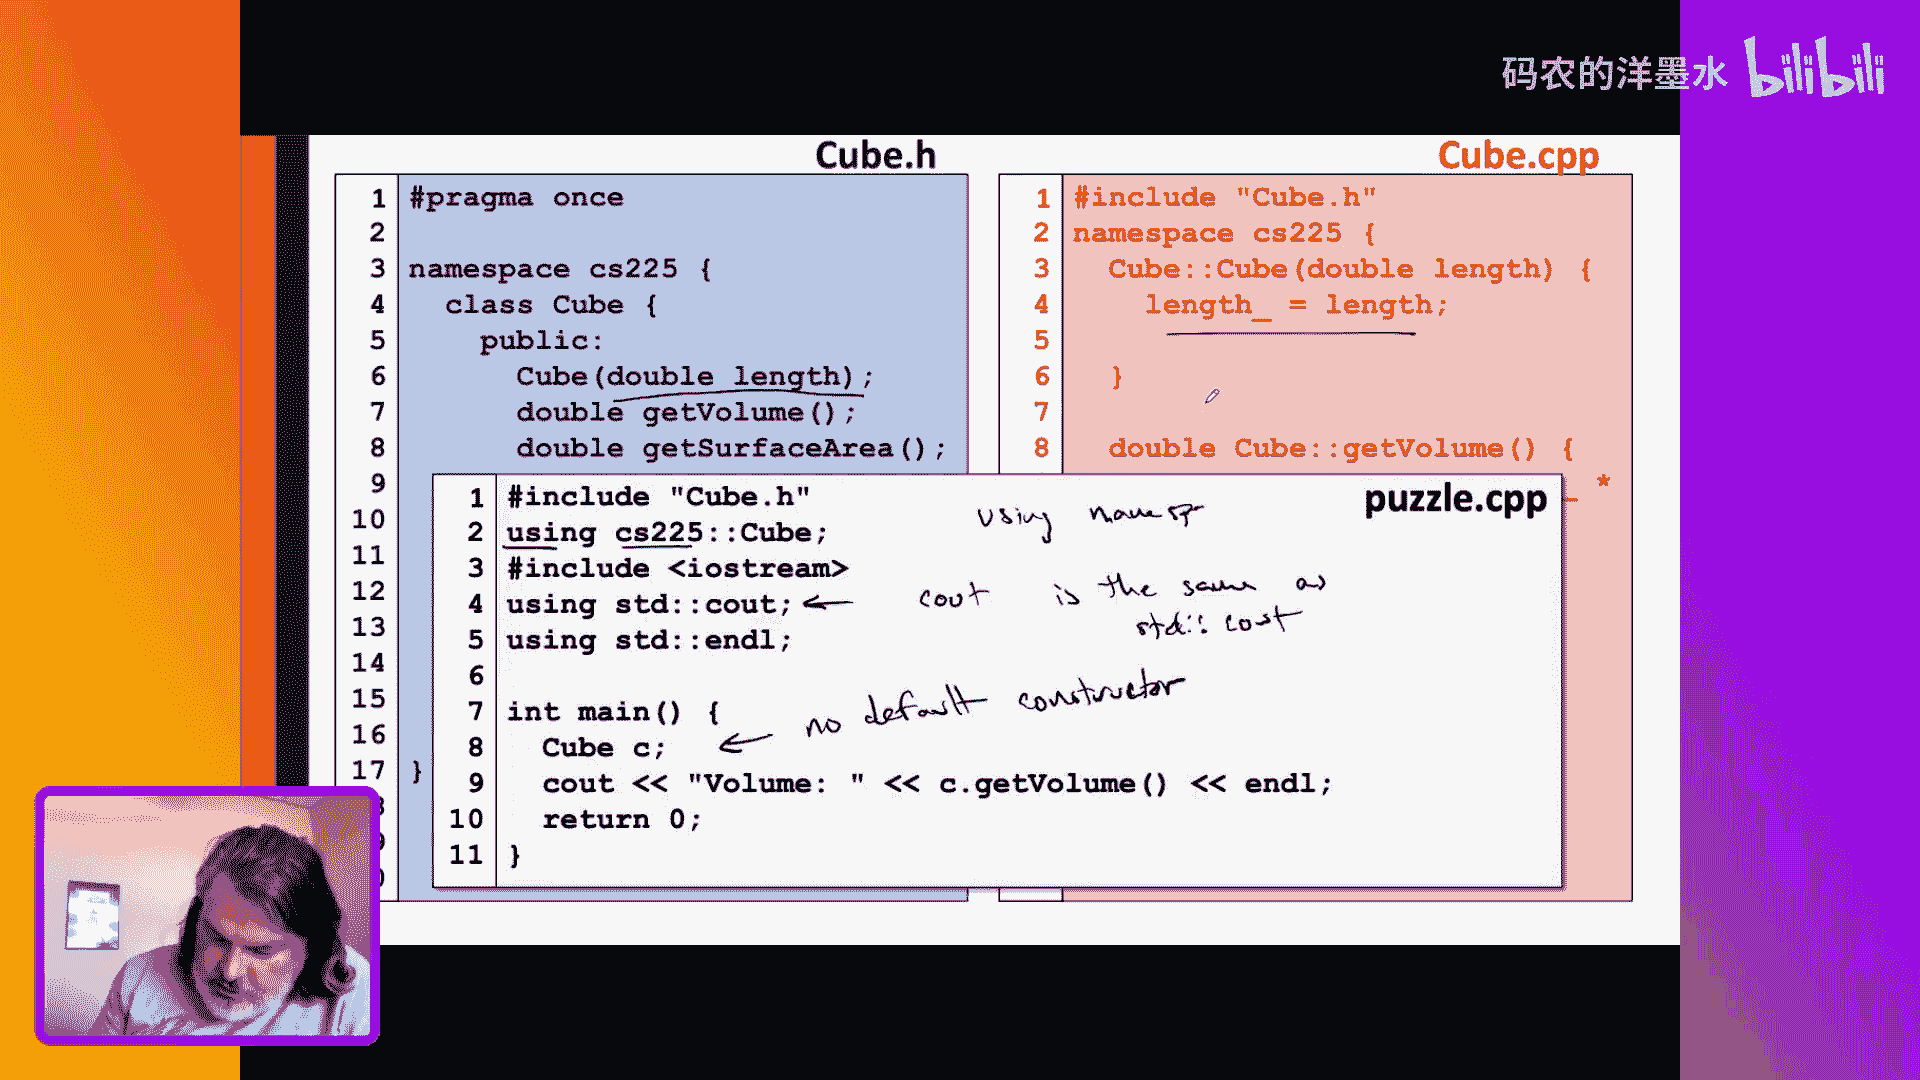 码农的洋墨水 bilibili
Cube.h
1 #pragma once
2
3 namespace cs225 {
4 class Cube {
5 public:
6 Cube(double length);
7 double getVolume();
8 double getSurfaceArea();
9
10
11
12
13
14
15
16
17 }
Cube.cpp
1 #include "Cube.h"
2 namespace cs225 {
3 Cube::Cube(double length) {
4 length_ = length;
5
6 }
7
8 double Cube::getVolume() {
_ *
puzzle.cpp
1 #include "Cube.h"
using namesp
2 using cs225::Cube;
3 #include <iostream>
4 using std::cout;
cout is the same as
std::cout
5 using std::endl;
6
7 int main() {
no default constructor
8 Cube c;
9 cout << "Volume: " << c.getVolume() << endl;
10 return 0;
11 }